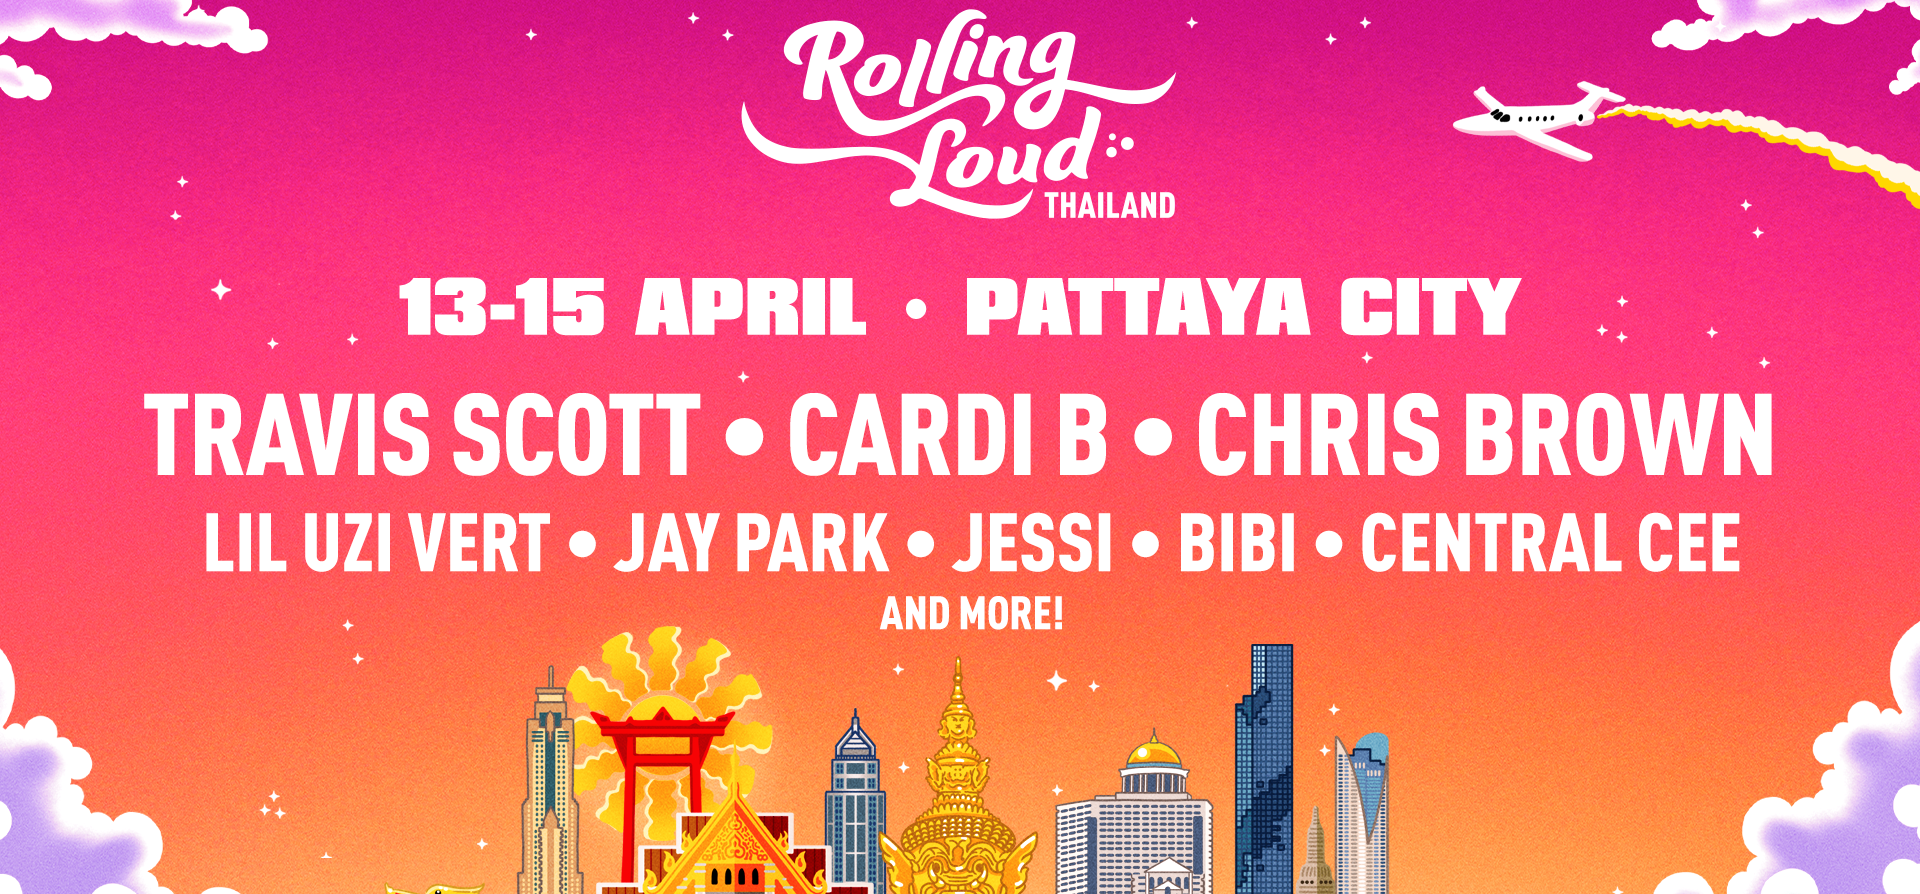 Rolling
Loud
THAILAND
13-15 APRIL • PATTAYA CITY
TRAVIS SCOTT • CARDI B • CHRIS BROWN
LIL UZI VERT • JAY PARK • JESSI • BIBI • CENTRAL CEE
AND MORE!